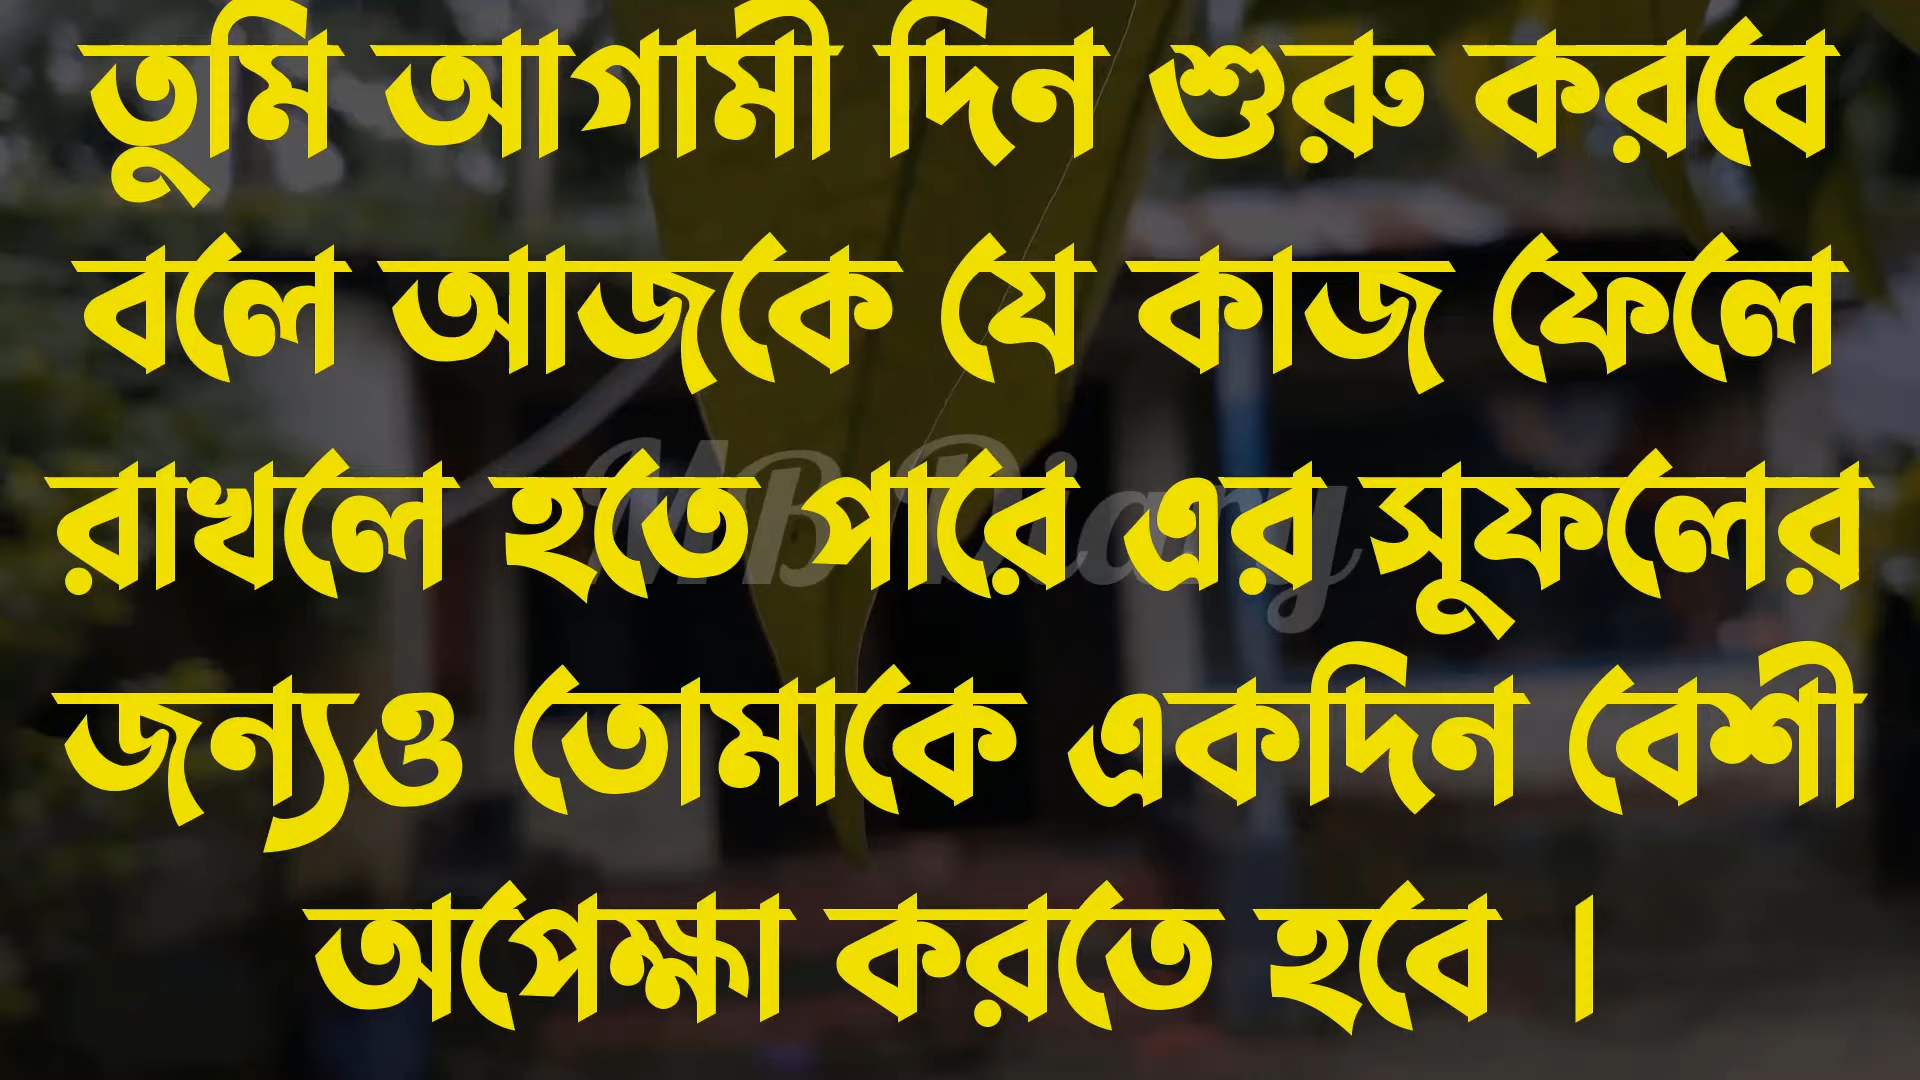 তুমি আগামী দিন শুরু করবে
বলে আজকে যে কাজ ফেলে
রাখলে হতে পারে এর সূফলের
জন্যও তোমাকে একদিন বেশী
অপেক্ষা করতে হবে ।